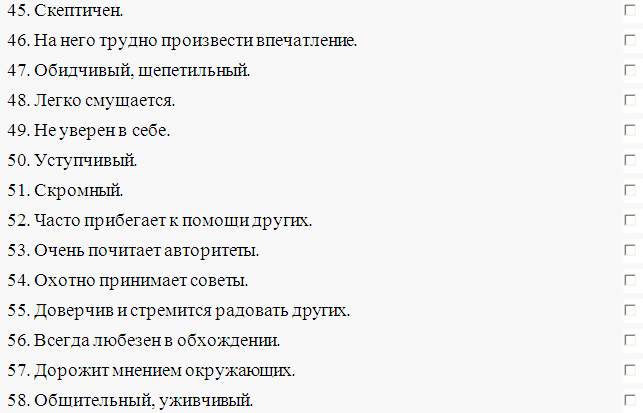 45. Скептичен.
46. На него трудно произвести впечатление.
47. Обидчивый, щепетильный.
48. Легко смущается.
49. Не уверен в себе.
50. Уступчивый.
51. Скромный.
52. Часто прибегает к помощи других.
53. Очень почитает авторитеты.
54. Охотно принимает советы.
55. Доверчив и стремится радовать других.
56. Всегда любезен в обхождении.
57. Дорожит мнением окружающих.
58. Общительный, уживчивый.